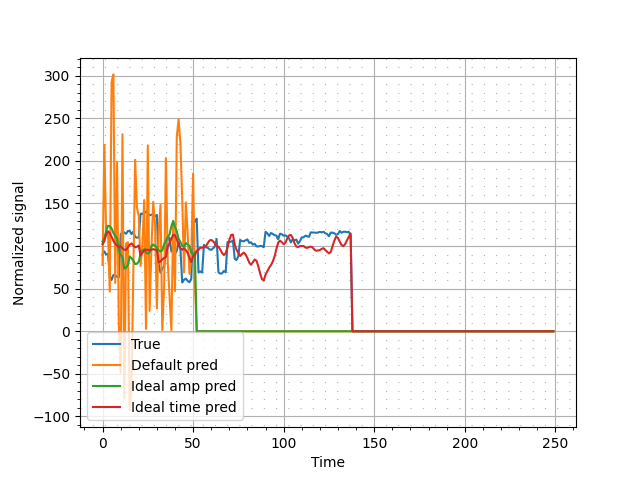 300
250
200
150
100
50
0
−50
−100
Normalized signal
True
Default pred
Ideal amp pred
Ideal time pred
0 50 100 150 200 250
Time